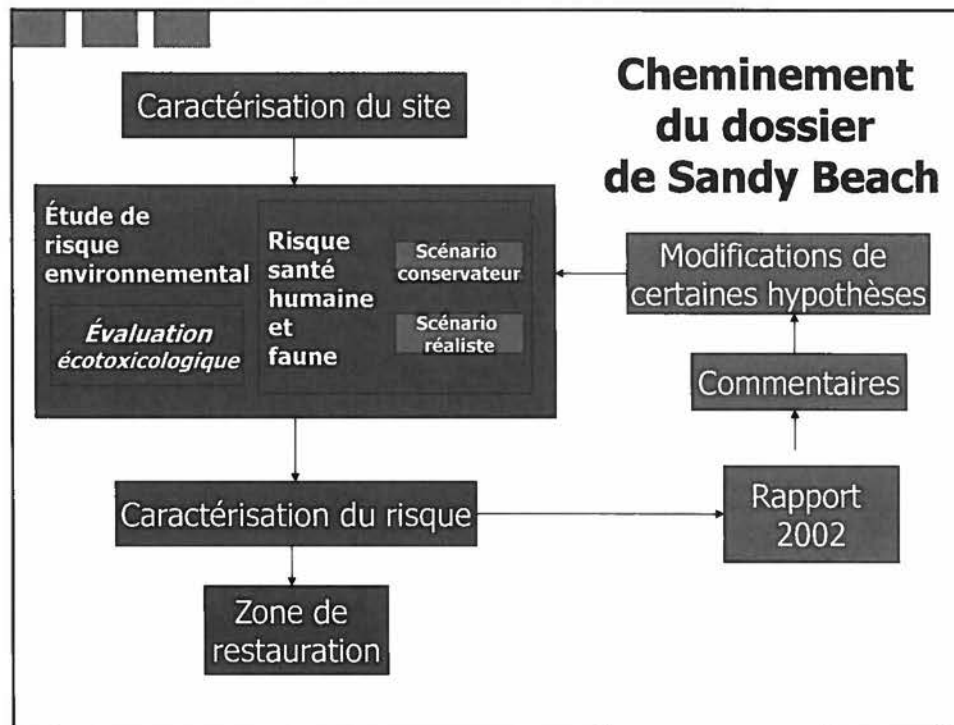 Cheminement
du dossier
de Sandy Beach
Caractérisation du site
Étude de
risque
environnemental
Évaluation
écotoxicologique
Risque
santé
humaine
et
faune
Scénario
conservateur
Scénario
réaliste
Modifications de
certaines hypothèses
Commentaires
Rapport
2002
Caractérisation du risque
Zone de
restauration